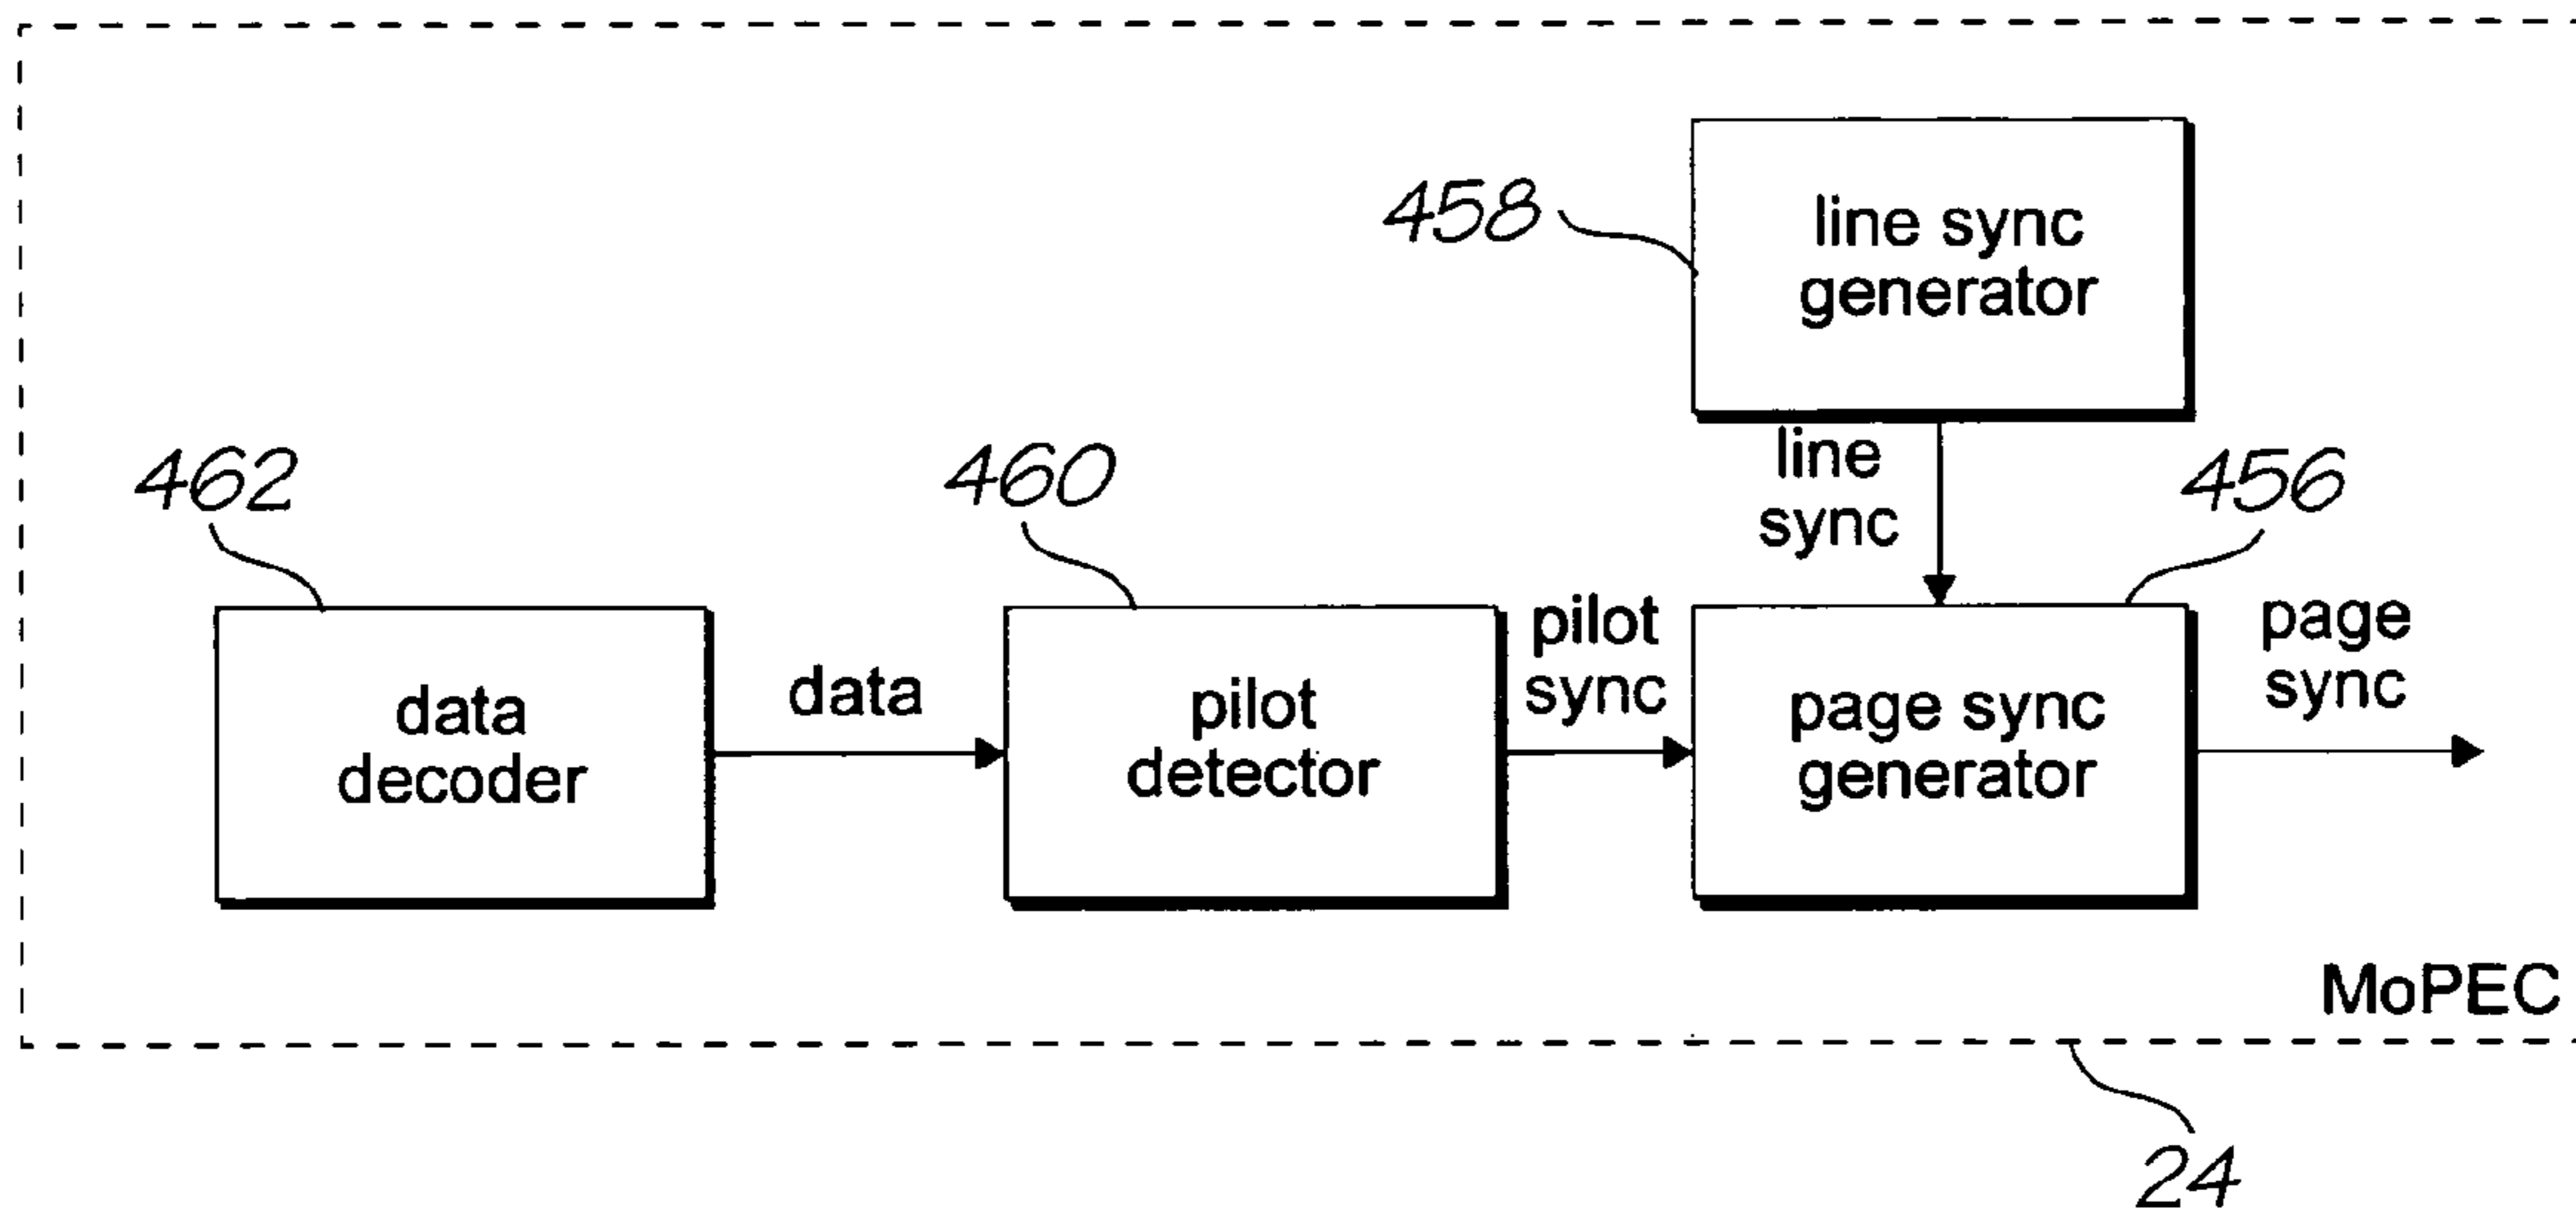 458
line sync
generator
line
sync
462
460
456
data
decoder
data
pilot
detector
pilot
sync
page sync
generator
page
sync
MoPEC
24